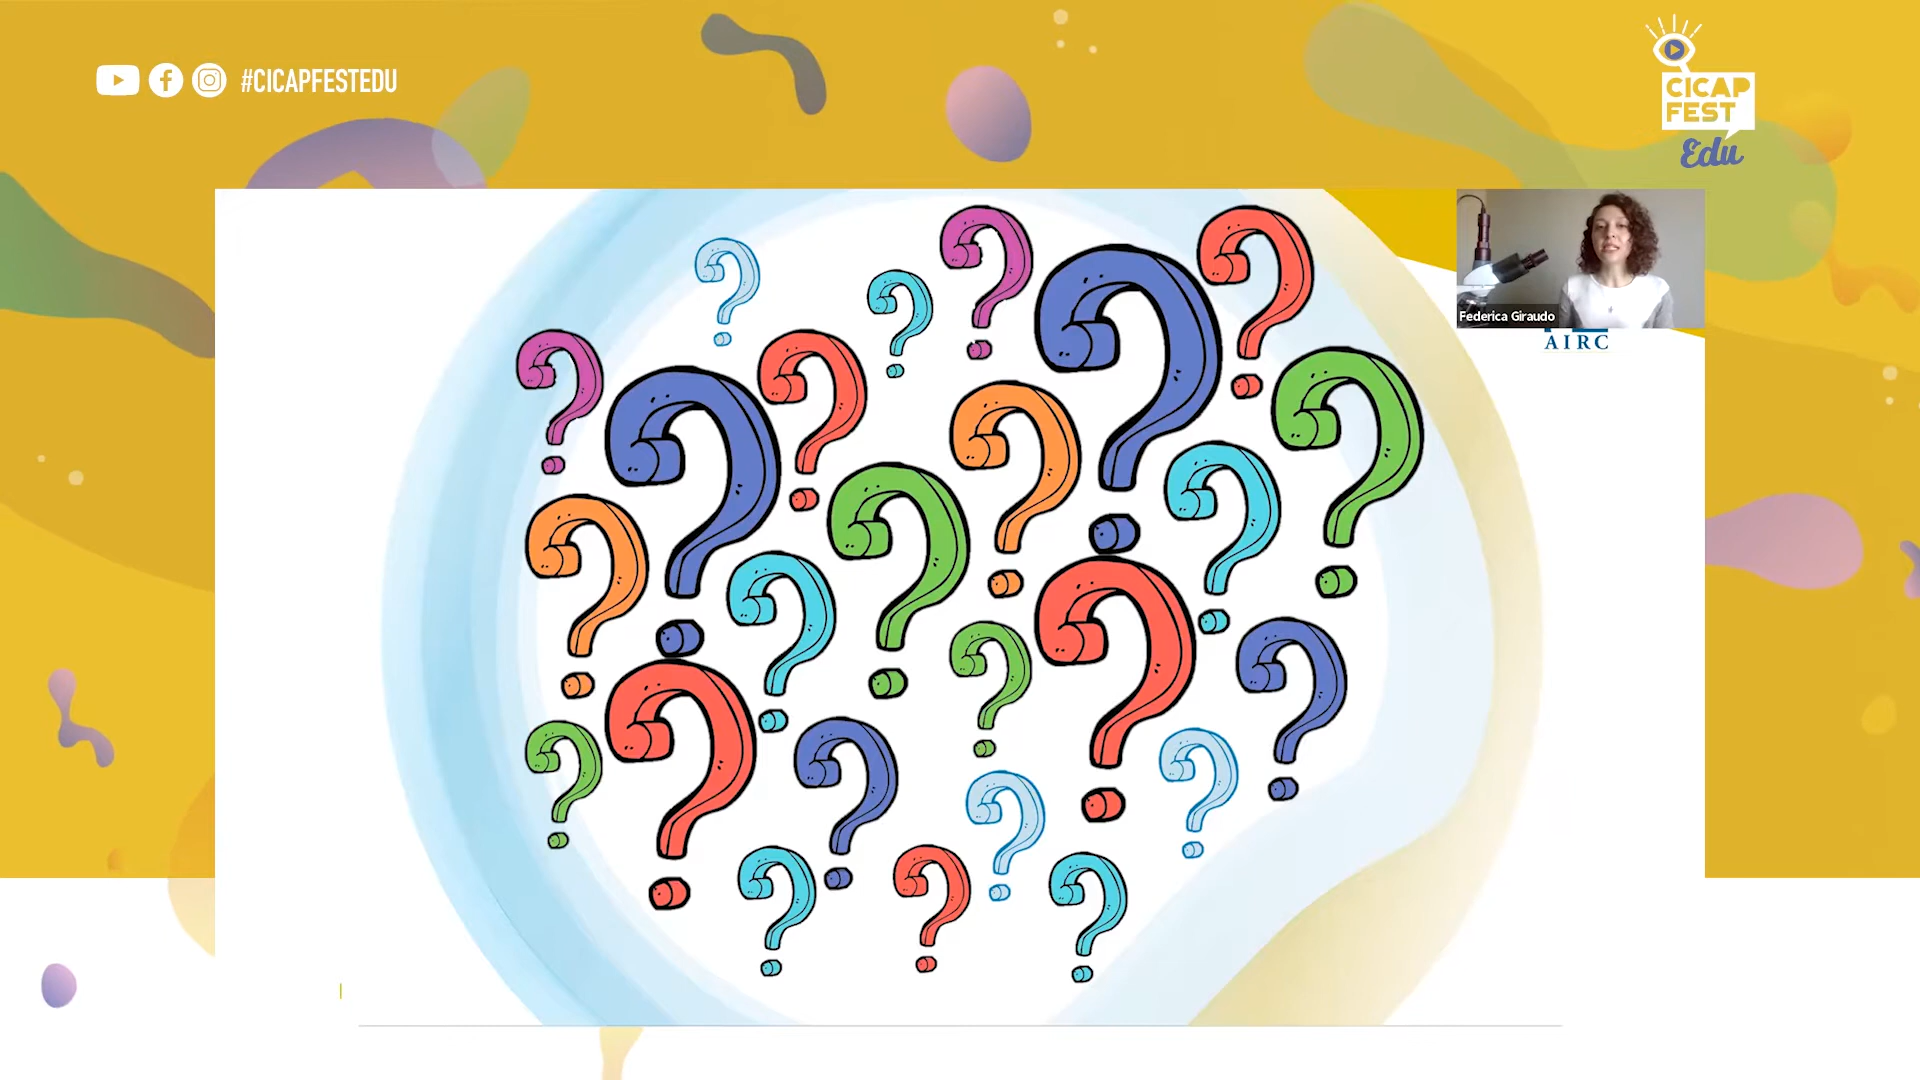 #CICAPFESTEDU
CICAP
FEST
Edu
Federica Giraudo
AIRC